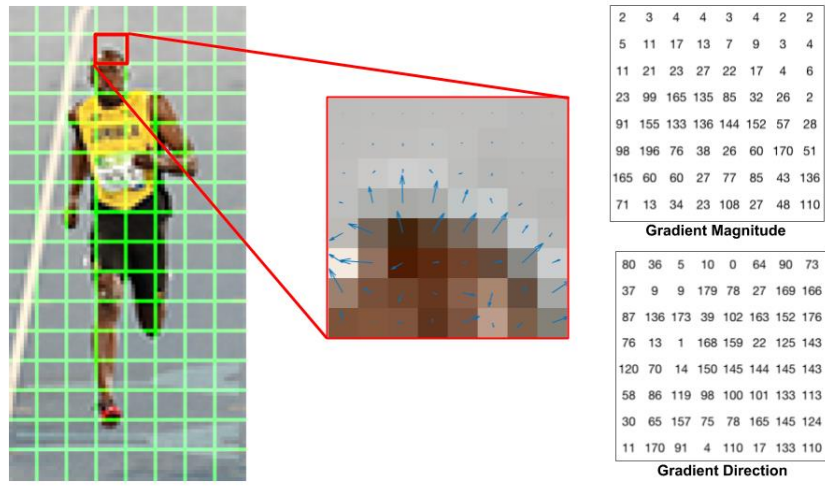 2 3 4 4 3 4 2 2
5 11 17 13 7 9 3 4
11 21 23 27 22 17 4 6
23 99 165 135 85 32 26 2
91 155 133 136 144 152 57 28
98 196 76 38 26 60 170 51
165 60 60 27 77 85 43 136
71 13 34 23 108 27 48 110
Gradient Magnitude
80 36 5 10 0 64 90 73
37 9 9 179 78 27 169 166
87 136 173 39 102 163 152 176
76 13 1 168 159 22 125 143
120 70 14 150 145 144 145 143
58 86 119 98 100 101 133 113
30 65 157 75 78 165 145 124
11 170 91 4 110 17 133 110
Gradient Direction